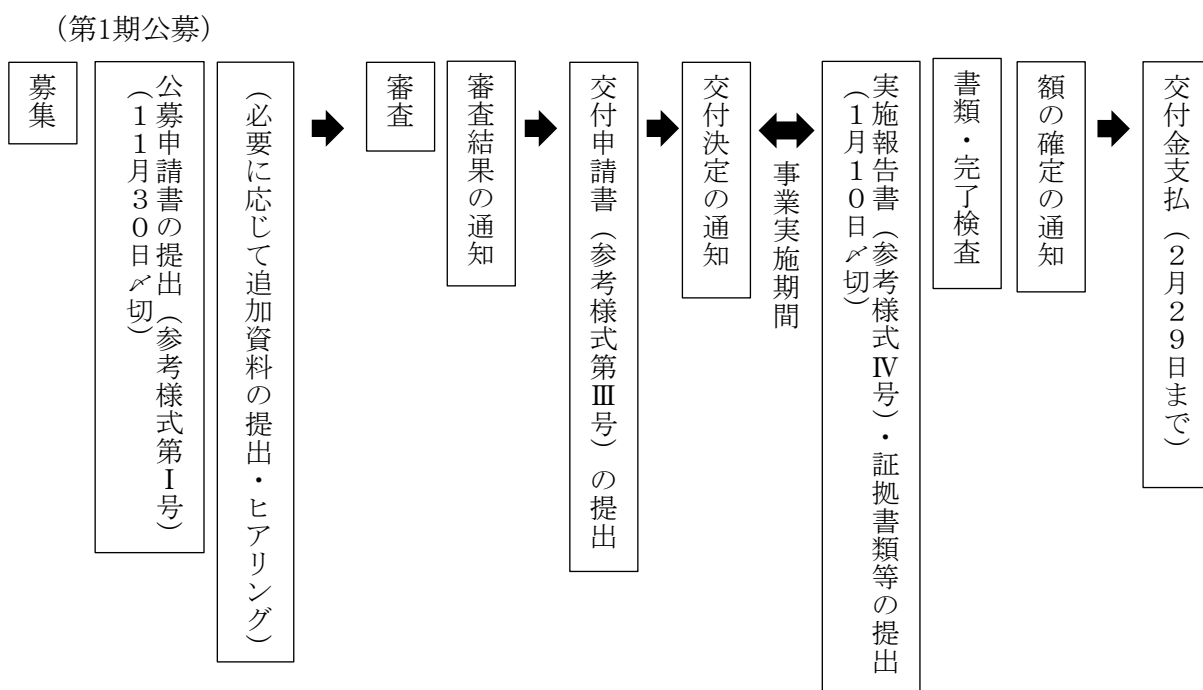 (第1期公募)
募集
公募申請書の提出(参考様式第Ⅰ号)
(11月30日〆切)
(必要に応じて追加資料の提出・ヒアリング)
審査
審査結果の通知
交付申請書(参考様式第Ⅲ号)の提出
交付決定の通知
事業実施期間
実施報告書(参考様式Ⅳ号)・証拠書類等の提出
(1月10日〆切)
書類・完了検査
額の確定の通知
交付金支払(2月29日まで)